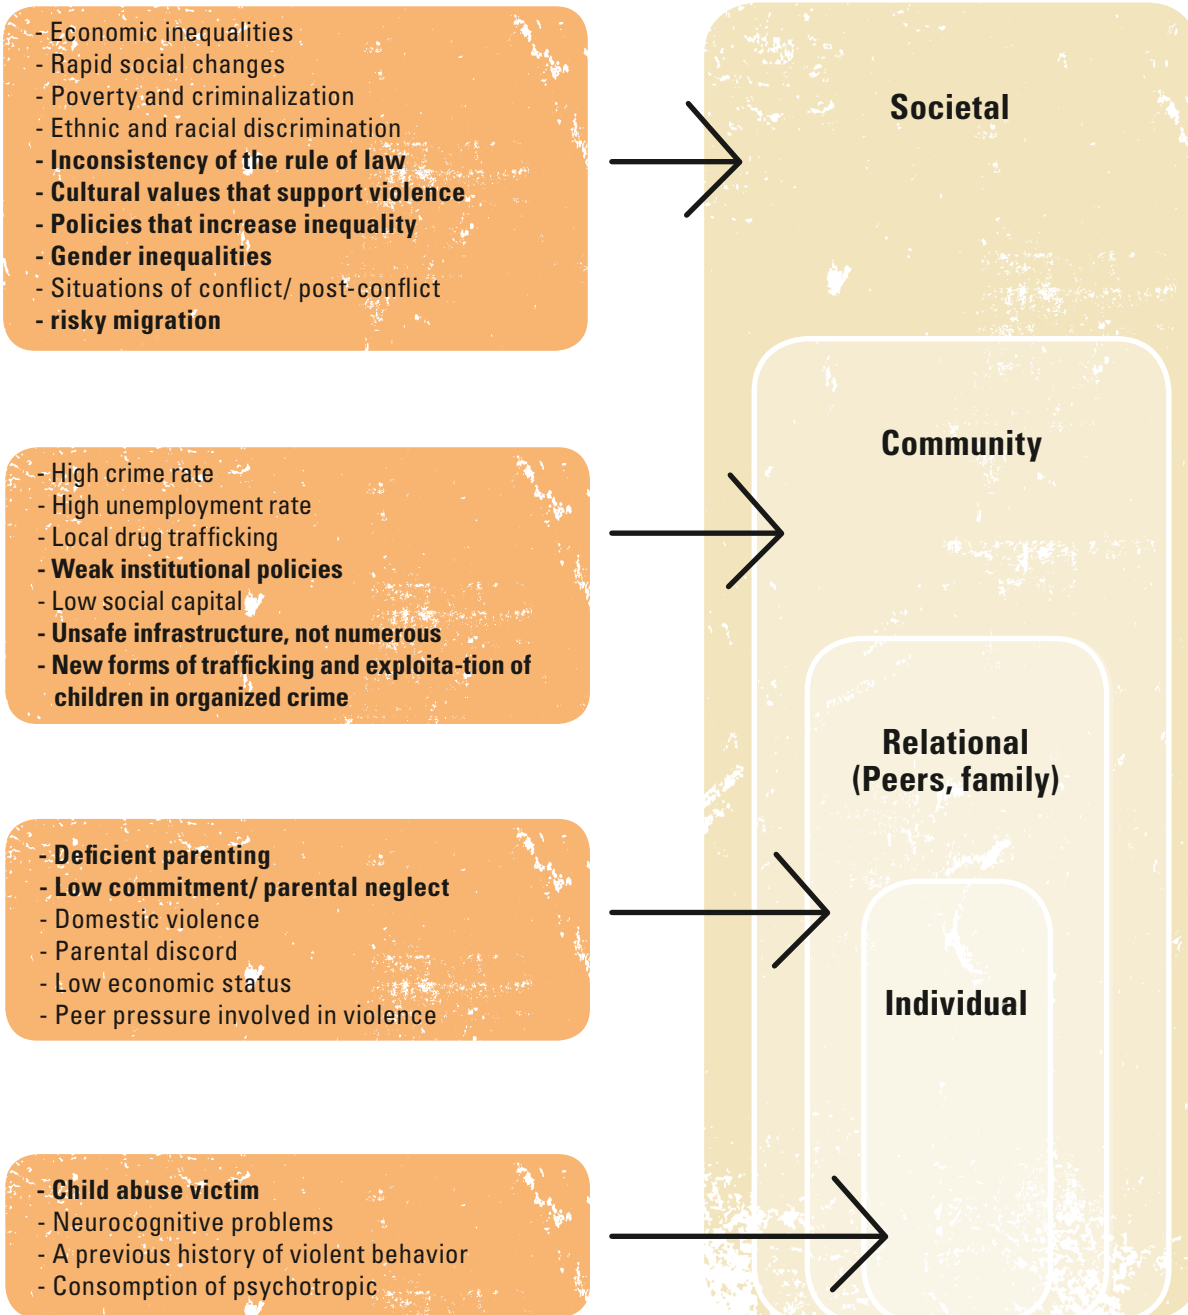 - Economic inequalities
- Rapid social changes
- Poverty and criminalization
- Ethnic and racial discrimination
- Inconsistency of the rule of law
- Cultural values that support violence
- Policies that increase inequality
- Gender inequalities
- Situations of conflict/ post-conflict
- risky migration
Societal
- High crime rate
- High unemployment rate
- Local drug trafficking
- Weak institutional policies
- Low social capital
- Unsafe infrastructure, not numerous
- New forms of trafficking and exploita-tion of
children in organized crime
Community
- Deficient parenting
- Low commitment/ parental neglect
- Domestic violence
- Parental discord
- Low economic status
- Peer pressure involved in violence
Relational
(Peers, family)
- Child abuse victim
- Neurocognitive problems
- A previous history of violent behavior
- Consomption of psychotropic
Individual